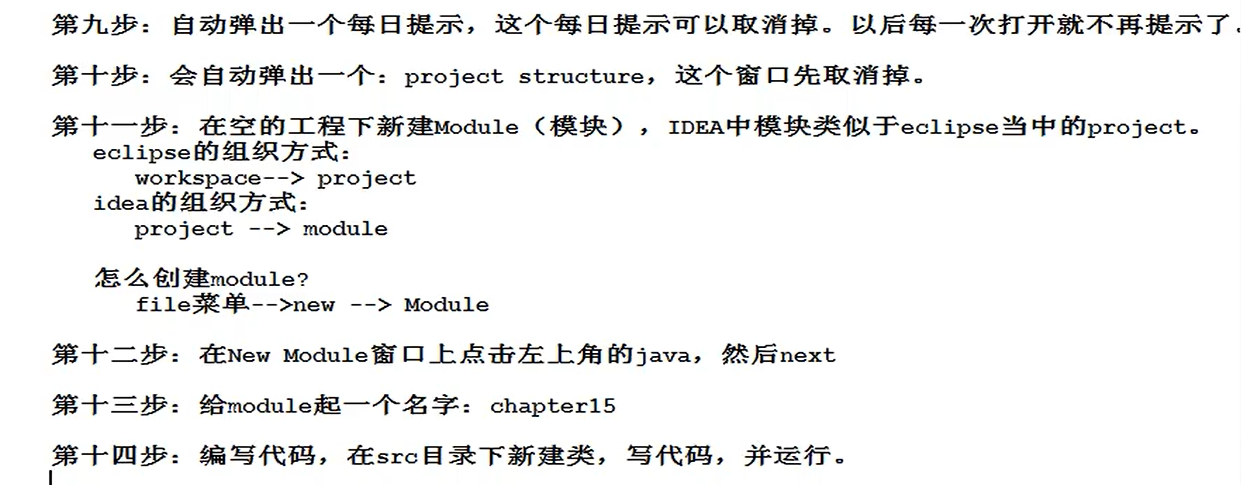 第九步：自动弹出一个每日提示，这个每日提示可以取消掉。以后每一次打开就不再提示了。
第十步：会自动弹出一个：project structure，这个窗口先取消掉。
第十一步：在空的工程下新建Module（模块），IDEA中模块类似于eclipse当中的project。
eclipse的组织方式：
workspace--> project
idea的组织方式：
project --> module
怎么创建module?
file菜单-->new --> Module
第十二步：在New Module窗口上点击左上角的java，然后next
第十三步：给module起一个名字：chapter15
第十四步：编写代码，在src目录下新建类，写代码，并运行。